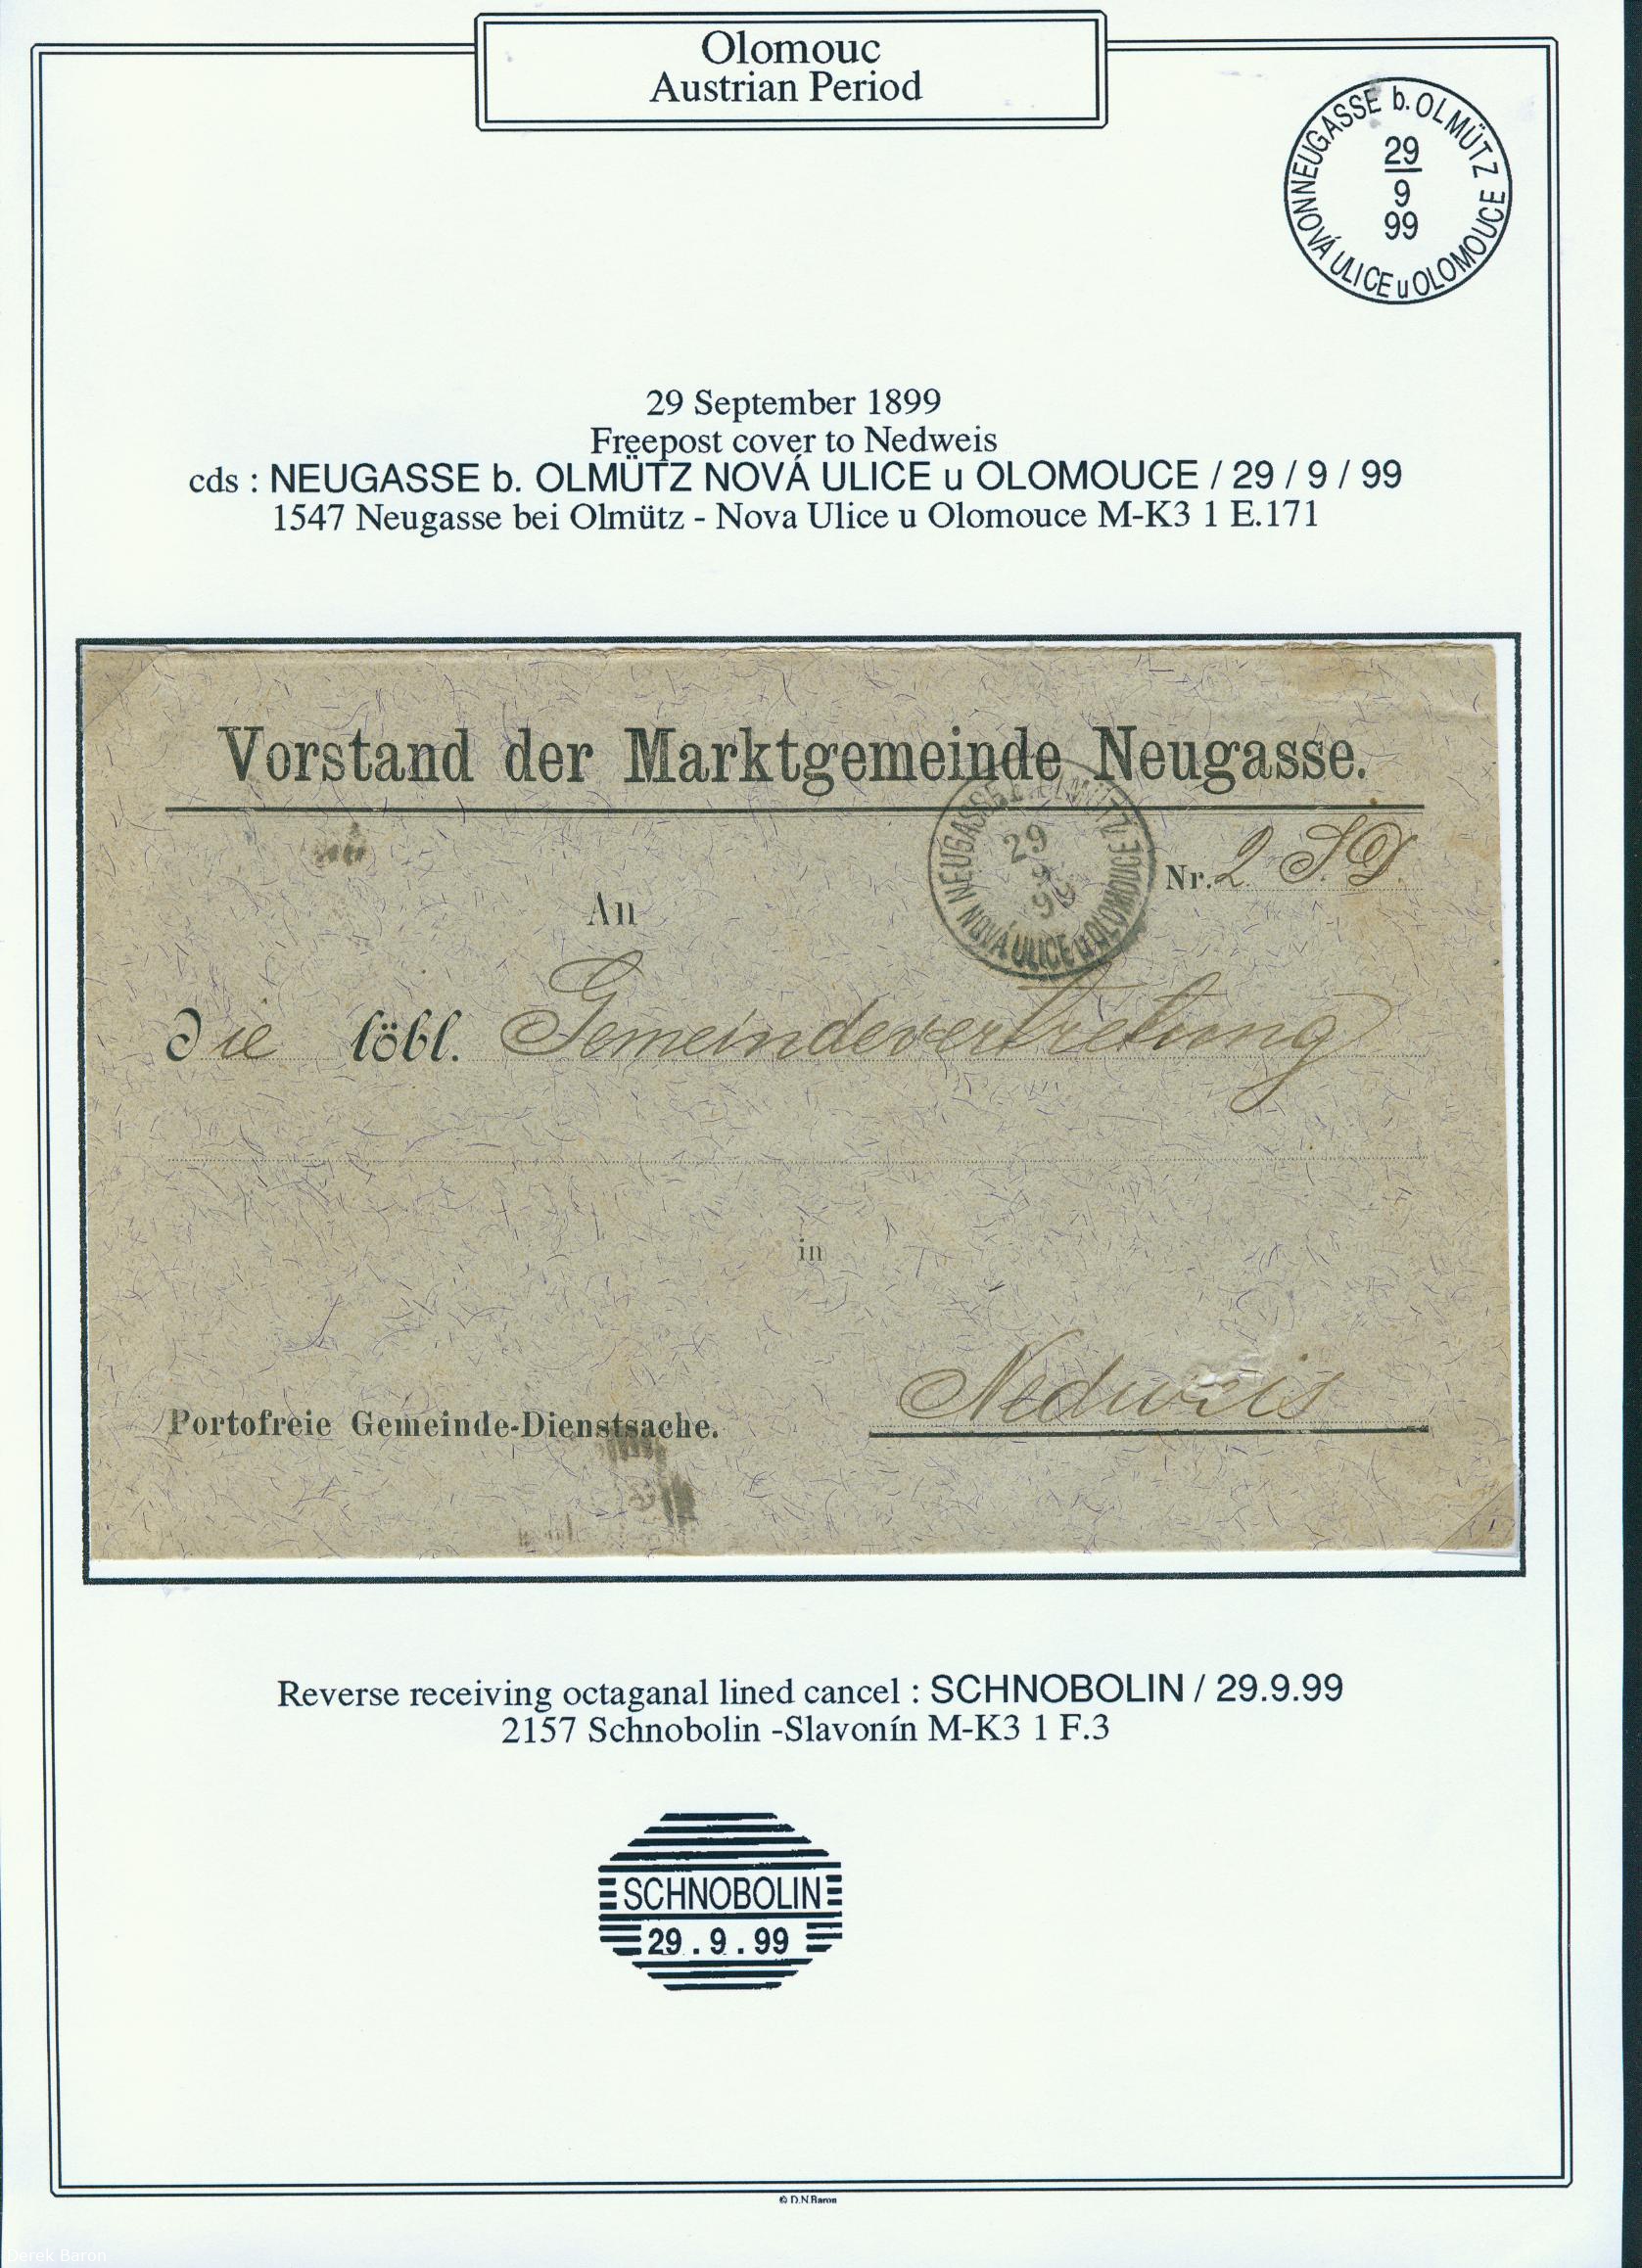 Olomouc
Austrian Period
NEUGASSE b. OLMÜTZ
29
9
99
NOVÁ ULICE u OLOMOUCE
29 September 1899
Freepost cover to Nedweis
cds : NEUGASSE b. OLMÜTZ NOVÁ ULICE u OLOMOUCE / 29 / 9 / 99
1547 Neugasse bei Olmütz - Nova Ulice u Olomouce M-K3 1 E.171
Vorstand der Marktgemeinde Neugasse.
NEUGASSE b. OLMÜTZ
29
9
99
NOVÁ ULICE u OLOMOUCE
Nr. 2. S.D.
An
die löbl. Gemeindevertretung
in
Nedweis
Portofreie Gemeinde-Dienstsache.
Reverse receiving octaganal lined cancel : SCHNOBOLIN / 29.9.99
2157 Schnobolin -Slavonín M-K3 1 F.3
SCHNOBOLIN
29 . 9 . 99
© D.N.Baron
Derek Baron